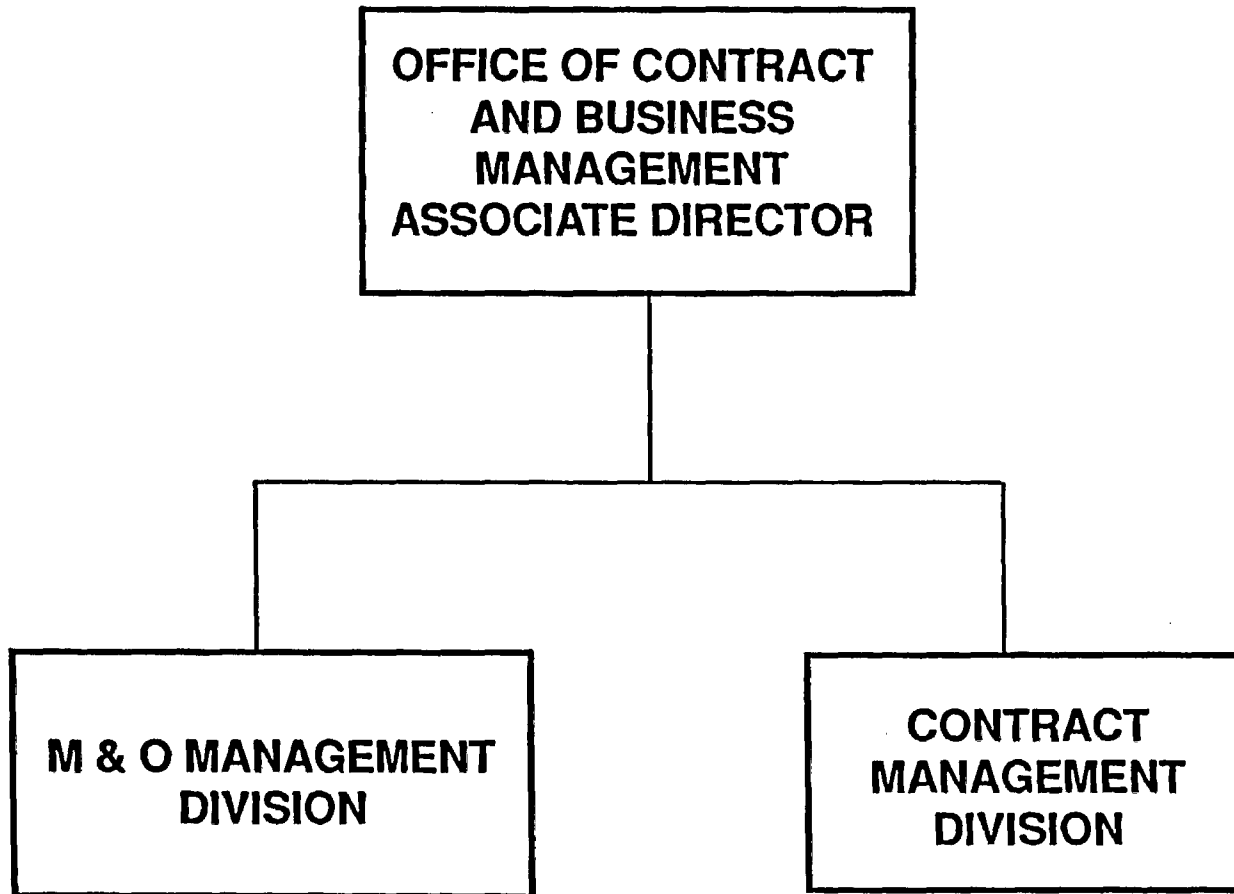 OFFICE OF CONTRACT
AND BUSINESS
MANAGEMENT
ASSOCIATE DIRECTOR
M & O MANAGEMENT
DIVISION
CONTRACT
MANAGEMENT
DIVISION